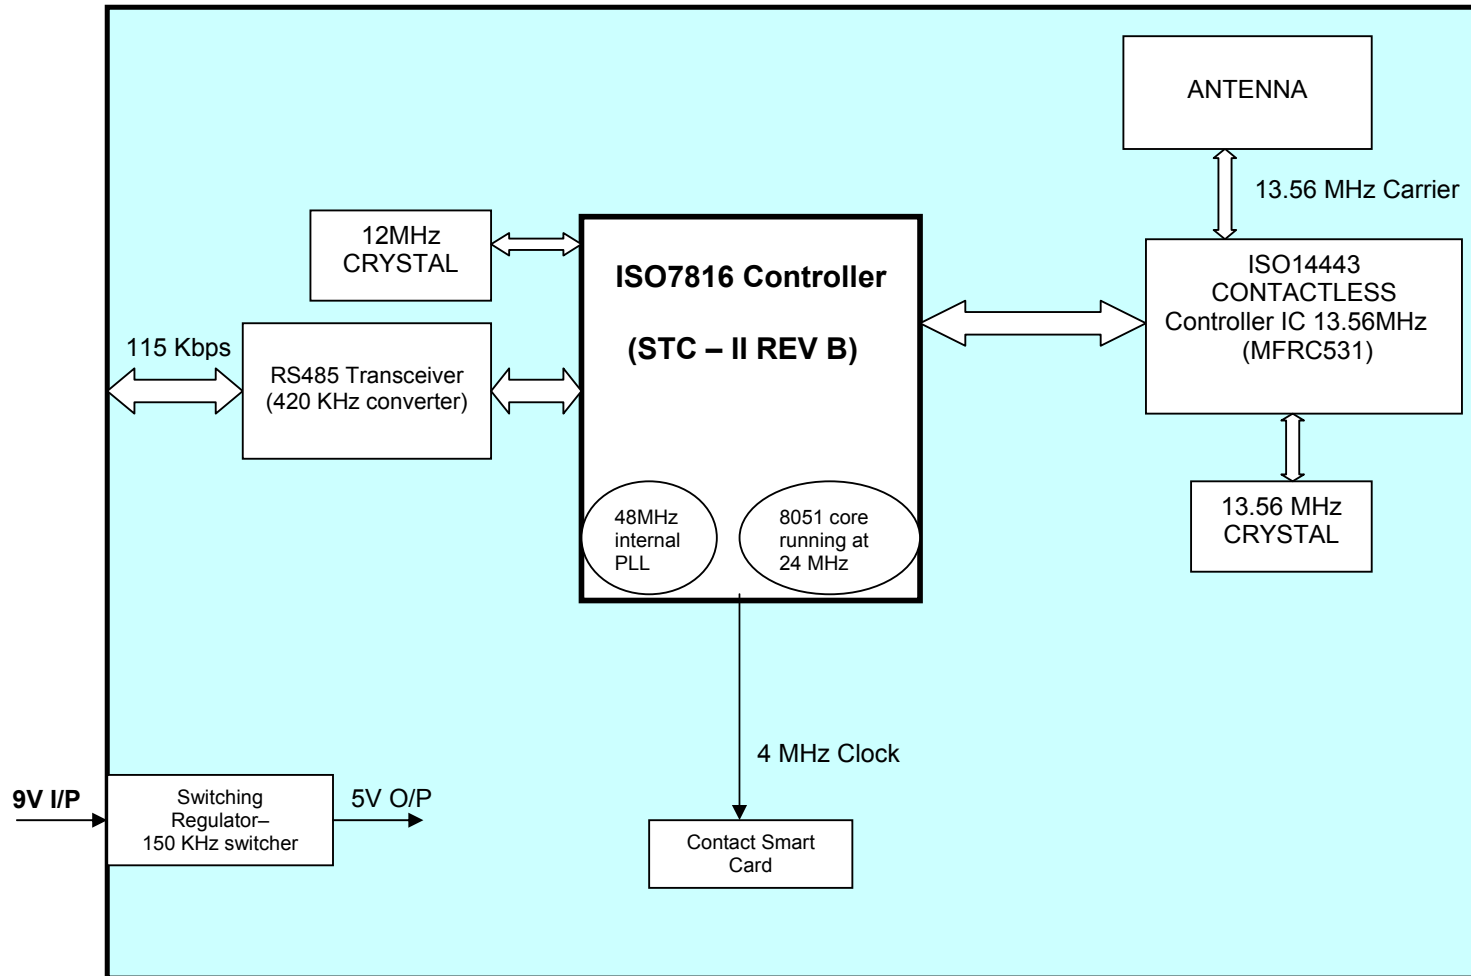 ANTENNA
13.56 MHz Carrier
12MHz
CRYSTAL
ISO7816 Controller
(STC – II REV B)
ISO14443
CONTACTLESS
Controller IC 13.56MHz
(MFRC531)
115 Kbps
RS485 Transceiver
(420 KHz converter)
48MHz
internal
PLL
8051 core
running at
24 MHz
13.56 MHz
CRYSTAL
4 MHz Clock
9V I/P
Switching
Regulator–
150 KHz switcher
5V O/P
Contact Smart
Card